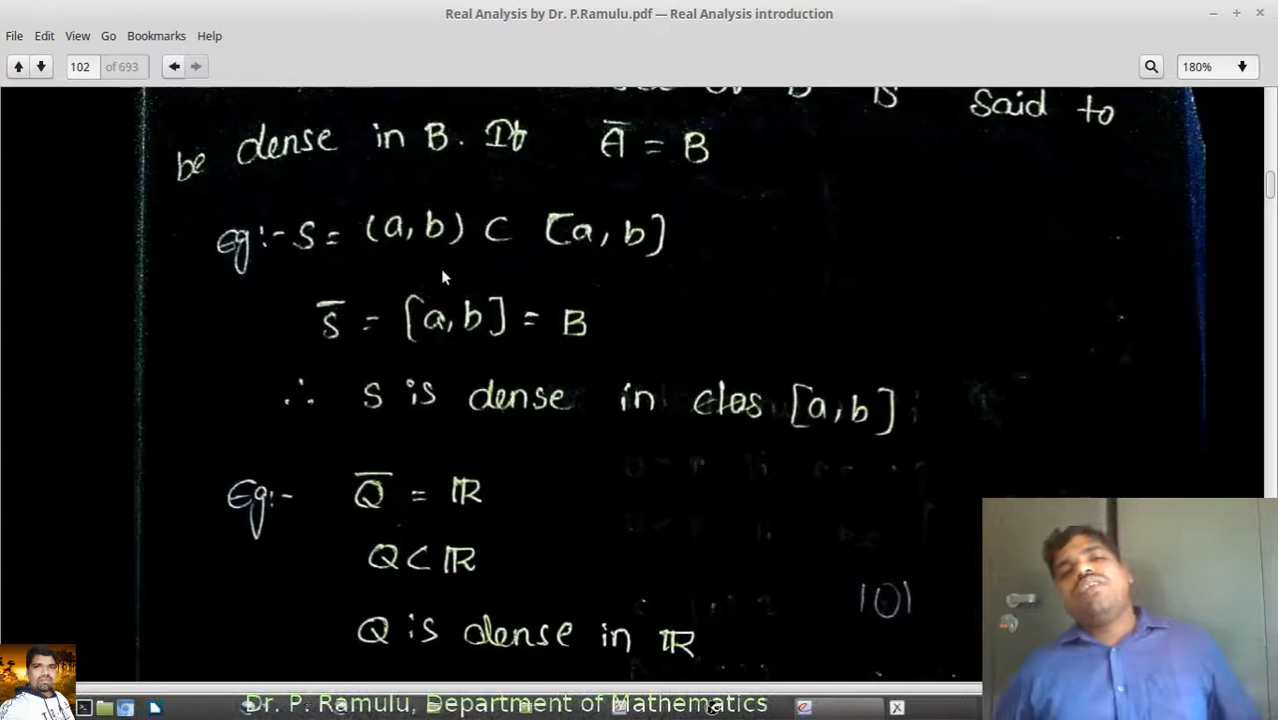 Real Analysis by Dr. P.Ramulu.pdf — Real Analysis introduction
File Edit View Go Bookmarks Help
102 of 693 180%
B is said to
be dense in B. If A̅ = B
Eg:- S = (a, b) ⊂ [a, b]
S̅ = [a, b] = B
∴ S is dense in clos [a, b]
Eg:- Q̅ = ℝ
Q ⊂ ℝ
101
Q is dense in ℝ
Dr. P. Ramulu, Department of Mathematics